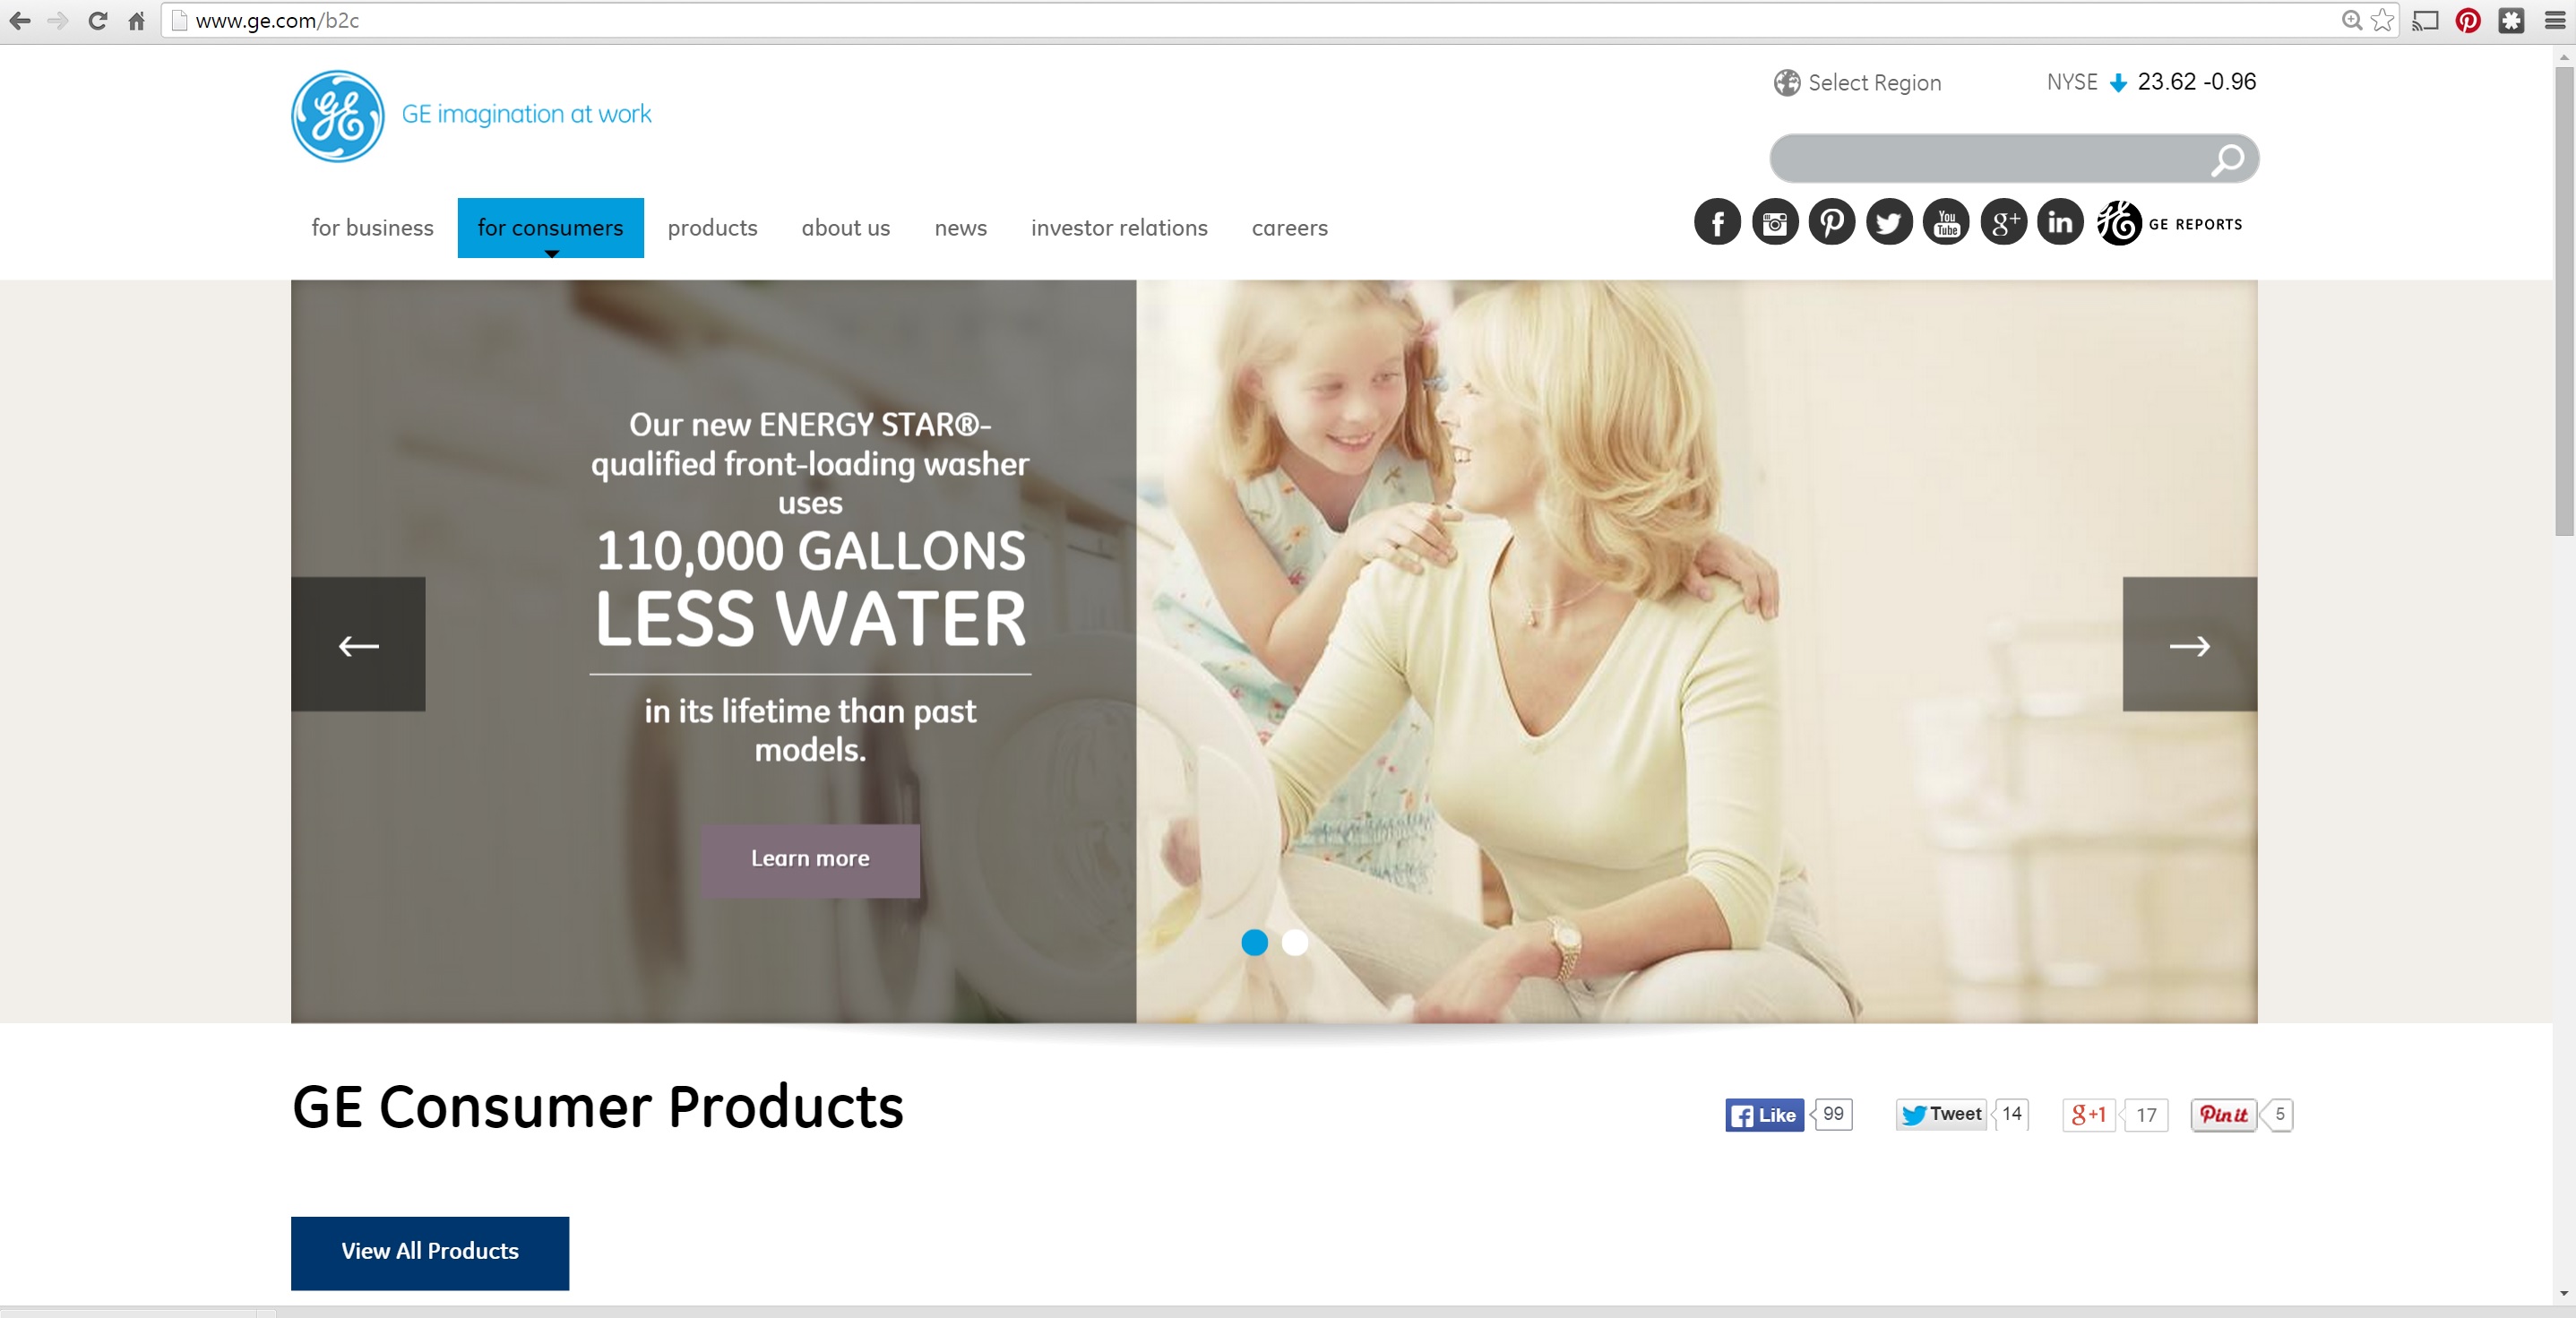 www.ge.com/b2c
GE imagination at work
Select Region
NYSE 23.62 -0.96
for business for consumers products about us news investor relations careers
You
Tube
g+
in
GE REPORTS
Our new ENERGY STAR®-
qualified front-loading washer
uses
110,000 GALLONS
LESS WATER
in its lifetime than past
models.
Learn more
GE Consumer Products
Like 99 Tweet 14 g+1 17 Pin it 5
View All Products